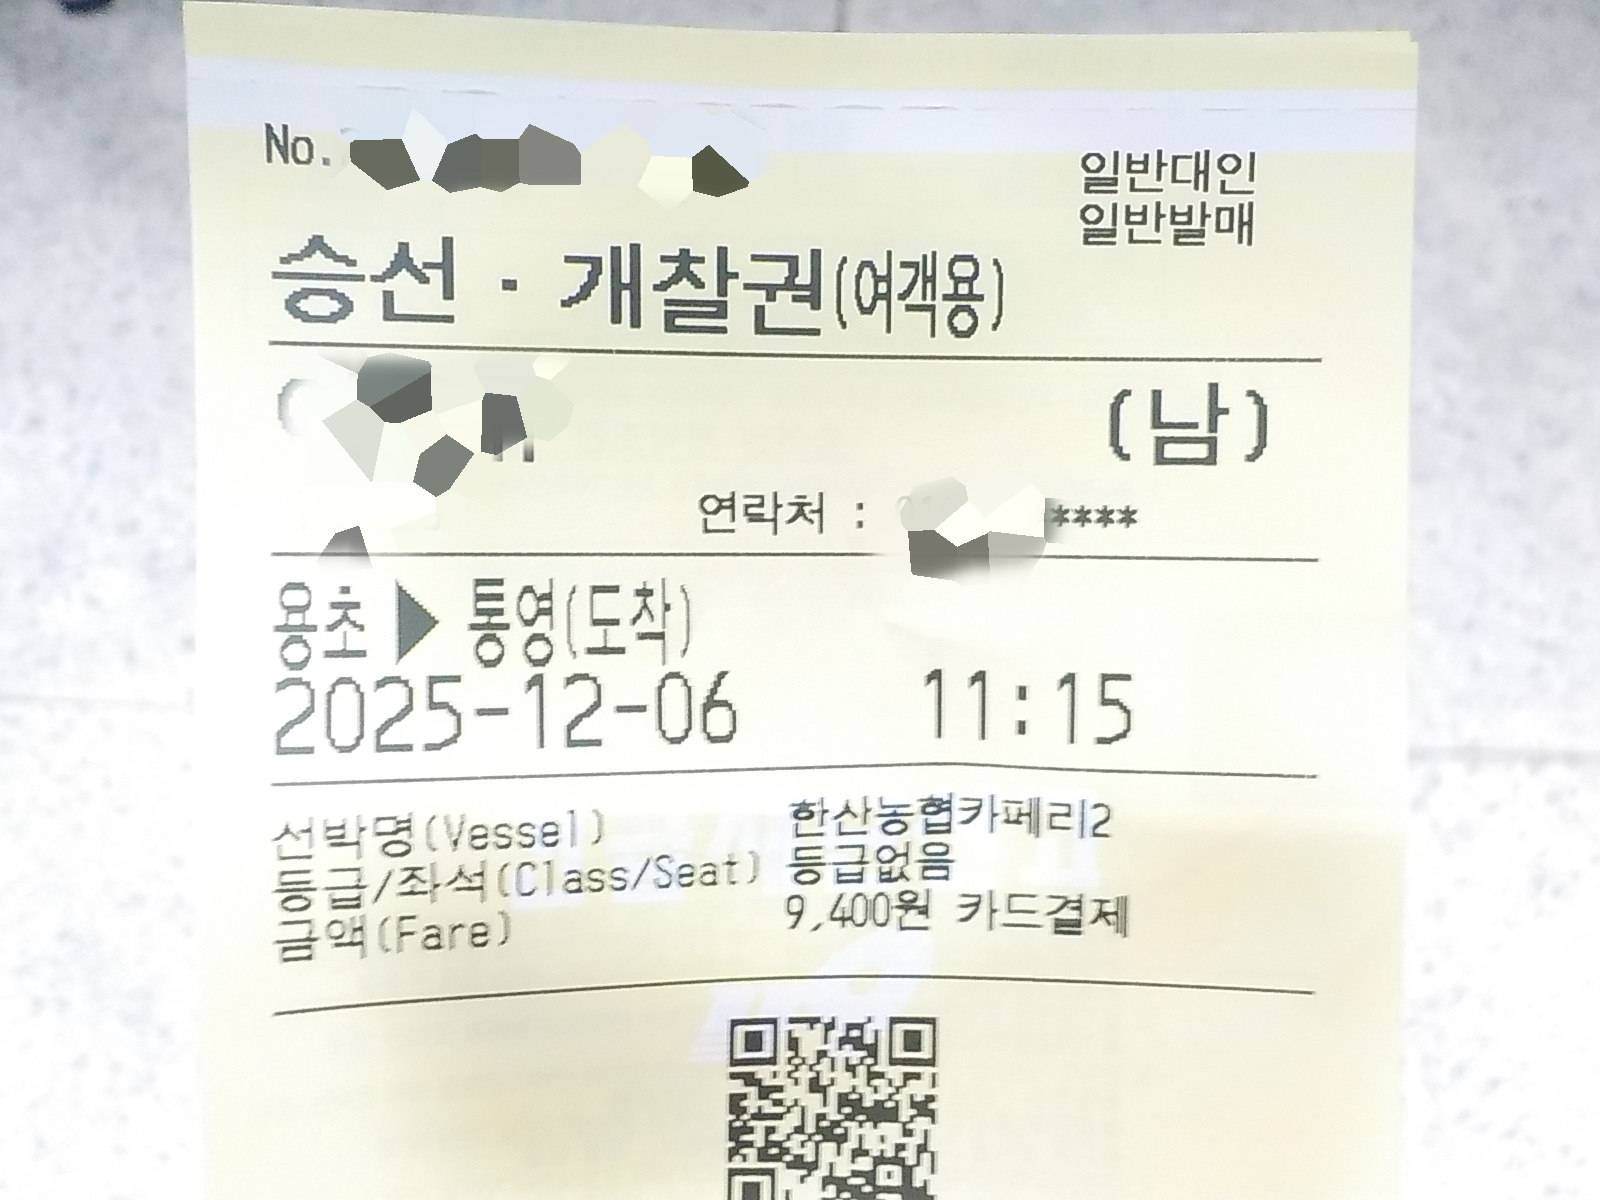 No.
일반대인
일반발매
승선 · 개찰권(여객용)
(남)
연락처 : ****
용초 ▶ 통영(도착)
2025-12-06 11:15
선박명(Vessel) 한산농협카페리2
등급/좌석(Class/Seat) 등급없음
금액(Fare) 9,400원 카드결제